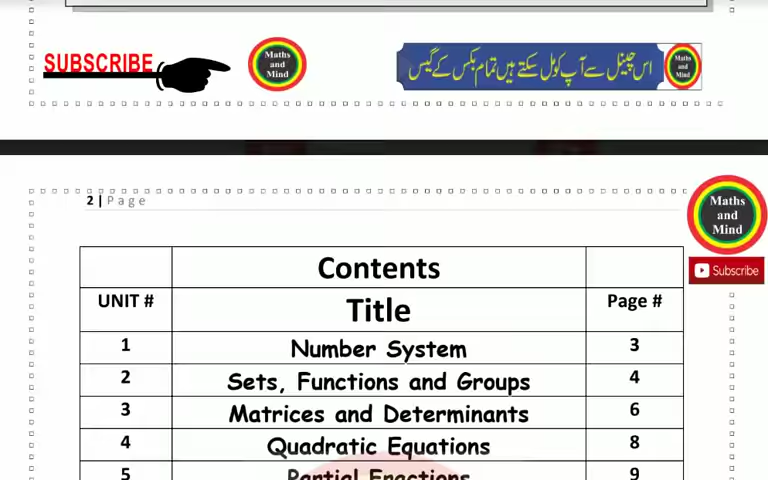 SUBSCRIBE
Maths
and
Mind
اس چینل سے آپ کو مل سکتے ہیں تمام بکس کے گیس
Maths
and
Mind
2 | Page
Maths
and
Mind
Subscribe
Contents
UNIT # Title Page #
1 Number System 3
2 Sets, Functions and Groups 4
3 Matrices and Determinants 6
4 Quadratic Equations 8
5 Partial Fractions 9